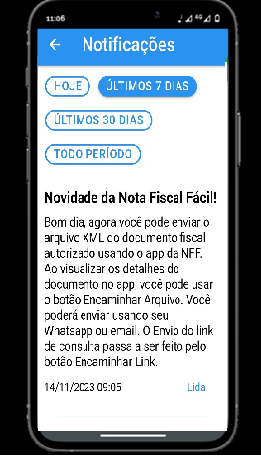 11:06
4G
Notificações
HOJE
ÚLTIMOS 7 DIAS
ÚLTIMOS 30 DIAS
TODO PERÍODO
Novidade da Nota Fiscal Fácil!
Bom dia, agora você pode enviar o
arquivo XML do documento fiscal
autorizado usando o app da NFF.
Ao visualizar os detalhes do
documento no app, você pode usar
o botão Encaminhar Arquivo. Você
poderá enviar usando seu
Whatsapp ou email. O Envio do link
de consulta passa a ser feito pelo
botão Encaminhar Link.
14/11/2023 09:05
Lida